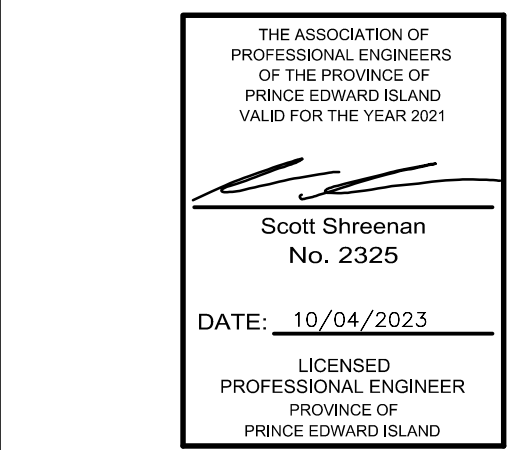 THE ASSOCIATION OF
PROFESSIONAL ENGINEERS
OF THE PROVINCE OF
PRINCE EDWARD ISLAND
VALID FOR THE YEAR 2021
Scott Shreenan
No. 2325
DATE: 10/04/2023
LICENSED
PROFESSIONAL ENGINEER
PROVINCE OF
PRINCE EDWARD ISLAND